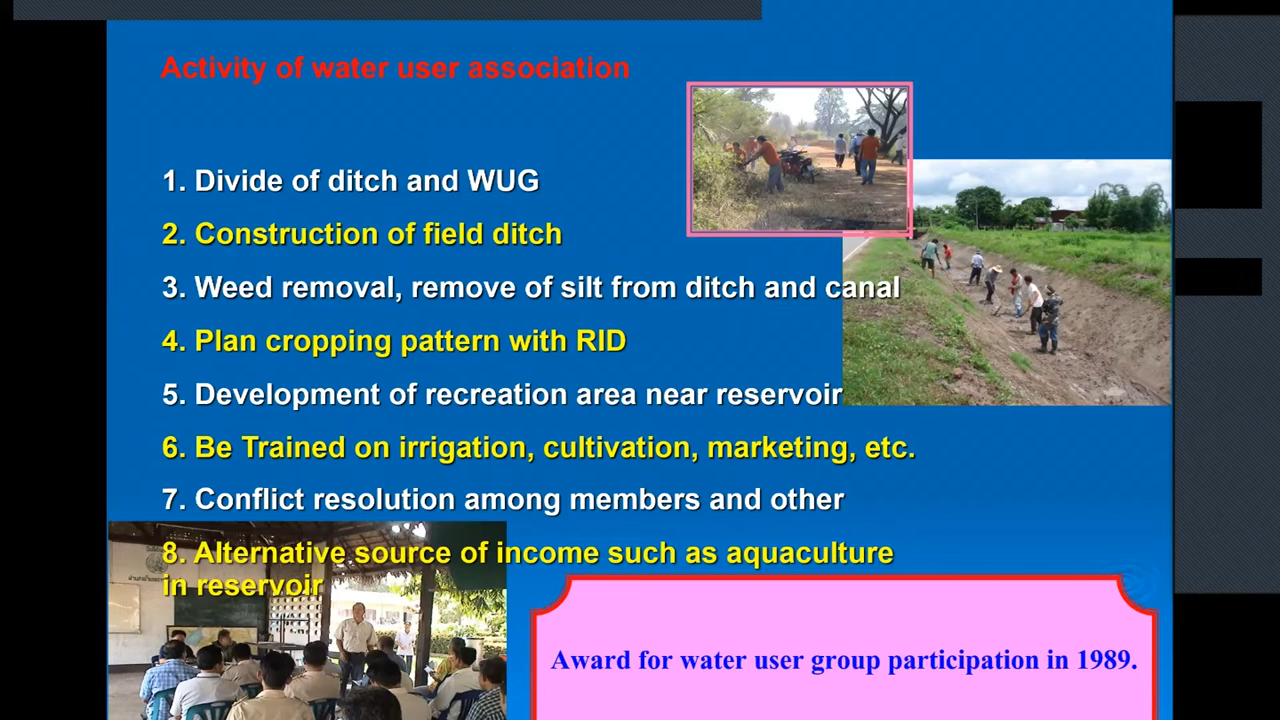 Activity of water user association
1. Divide of ditch and WUG
2. Construction of field ditch
3. Weed removal, remove of silt from ditch and canal
4. Plan cropping pattern with RID
5. Development of recreation area near reservoir
6. Be Trained on irrigation, cultivation, marketing, etc.
7. Conflict resolution among members and other
8. Alternative source of income such as aquaculture
in reservoir
Award for water user group participation in 1989.